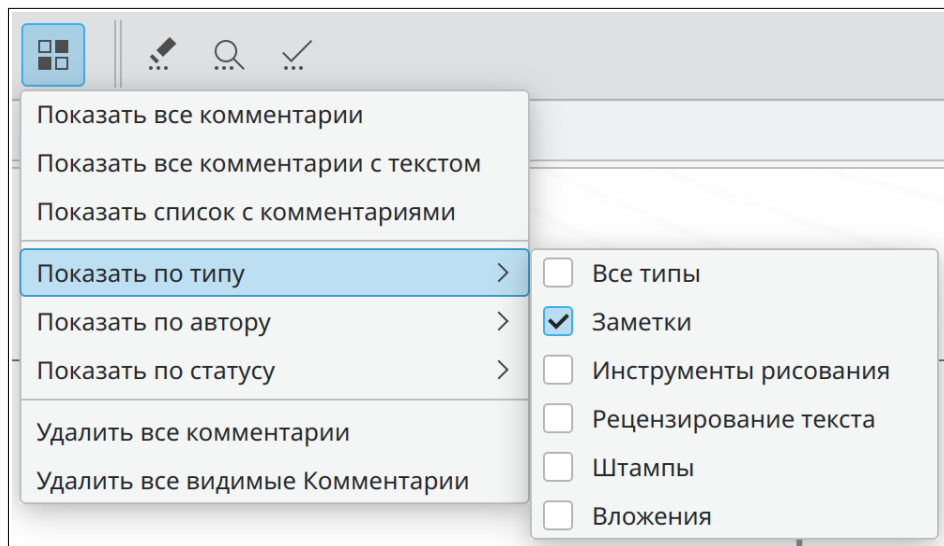 Показать все комментарии
Показать все комментарии с текстом
Показать список с комментариями
Показать по типу
Показать по автору
Показать по статусу
Удалить все комментарии
Удалить все видимые Комментарии
Все типы
Заметки
Инструменты рисования
Рецензирование текста
Штампы
Вложения